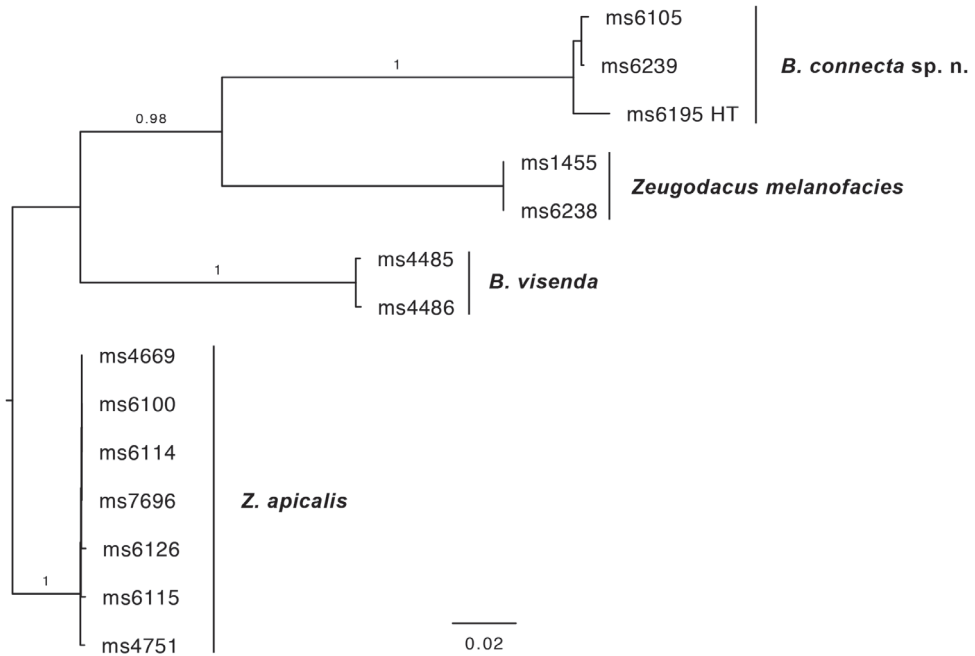 ms6105
1
ms6239
B. connecta sp. n.
ms6195 HT
0.98
ms1455
Zeugodacus melanofacies
ms6238
ms4485
1
B. visenda
ms4486
ms4669
ms6100
ms6114
ms7696
Z. apicalis
ms6126
1
ms6115
ms4751
0.02